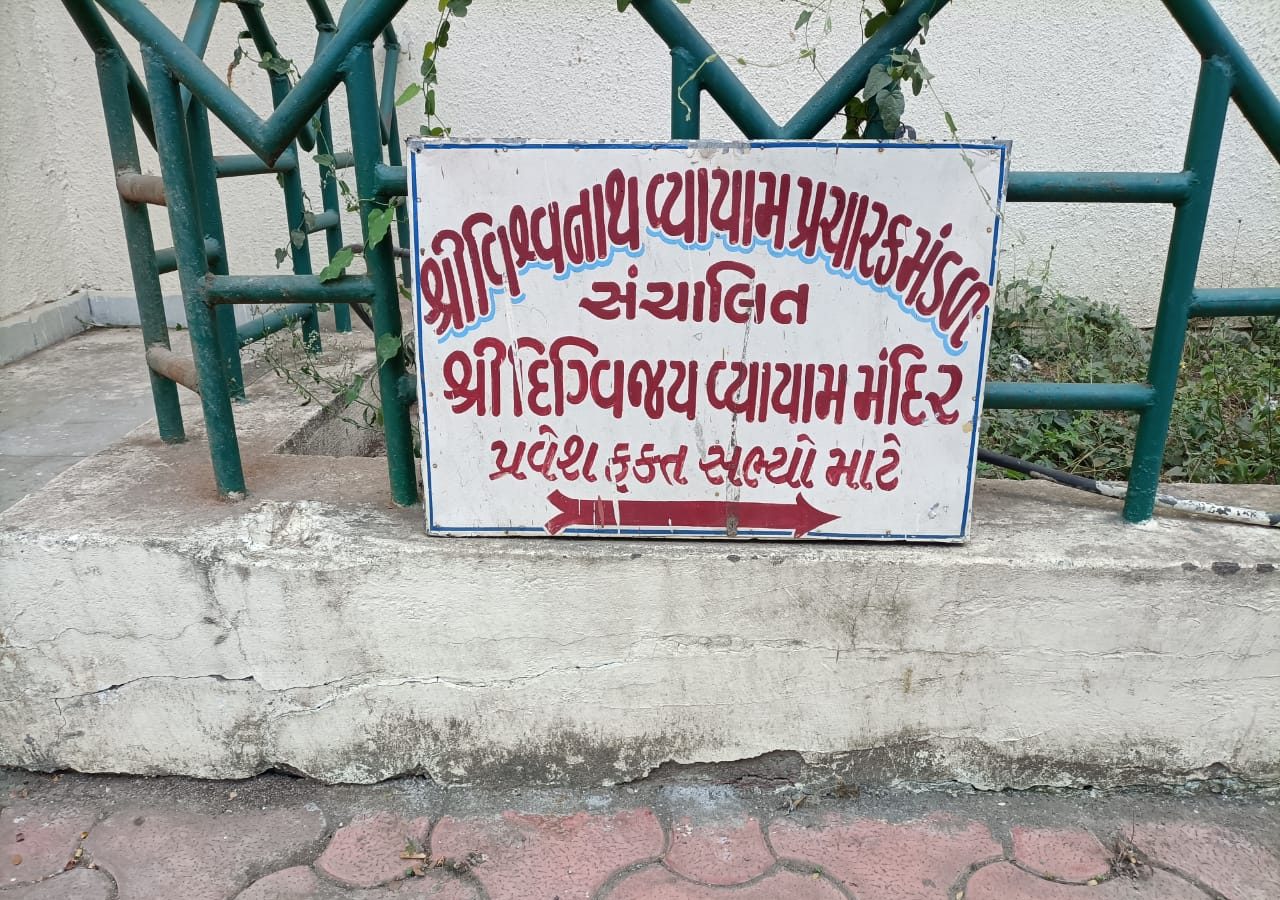 શ્રી વિશ્વનાથ વ્યાયામ પ્રચારક મંડળ
સંચાલિત
શ્રી દિગ્વિજય વ્યાયામ મંદિર
પ્રવેશ ફક્ત સભ્યો માટે